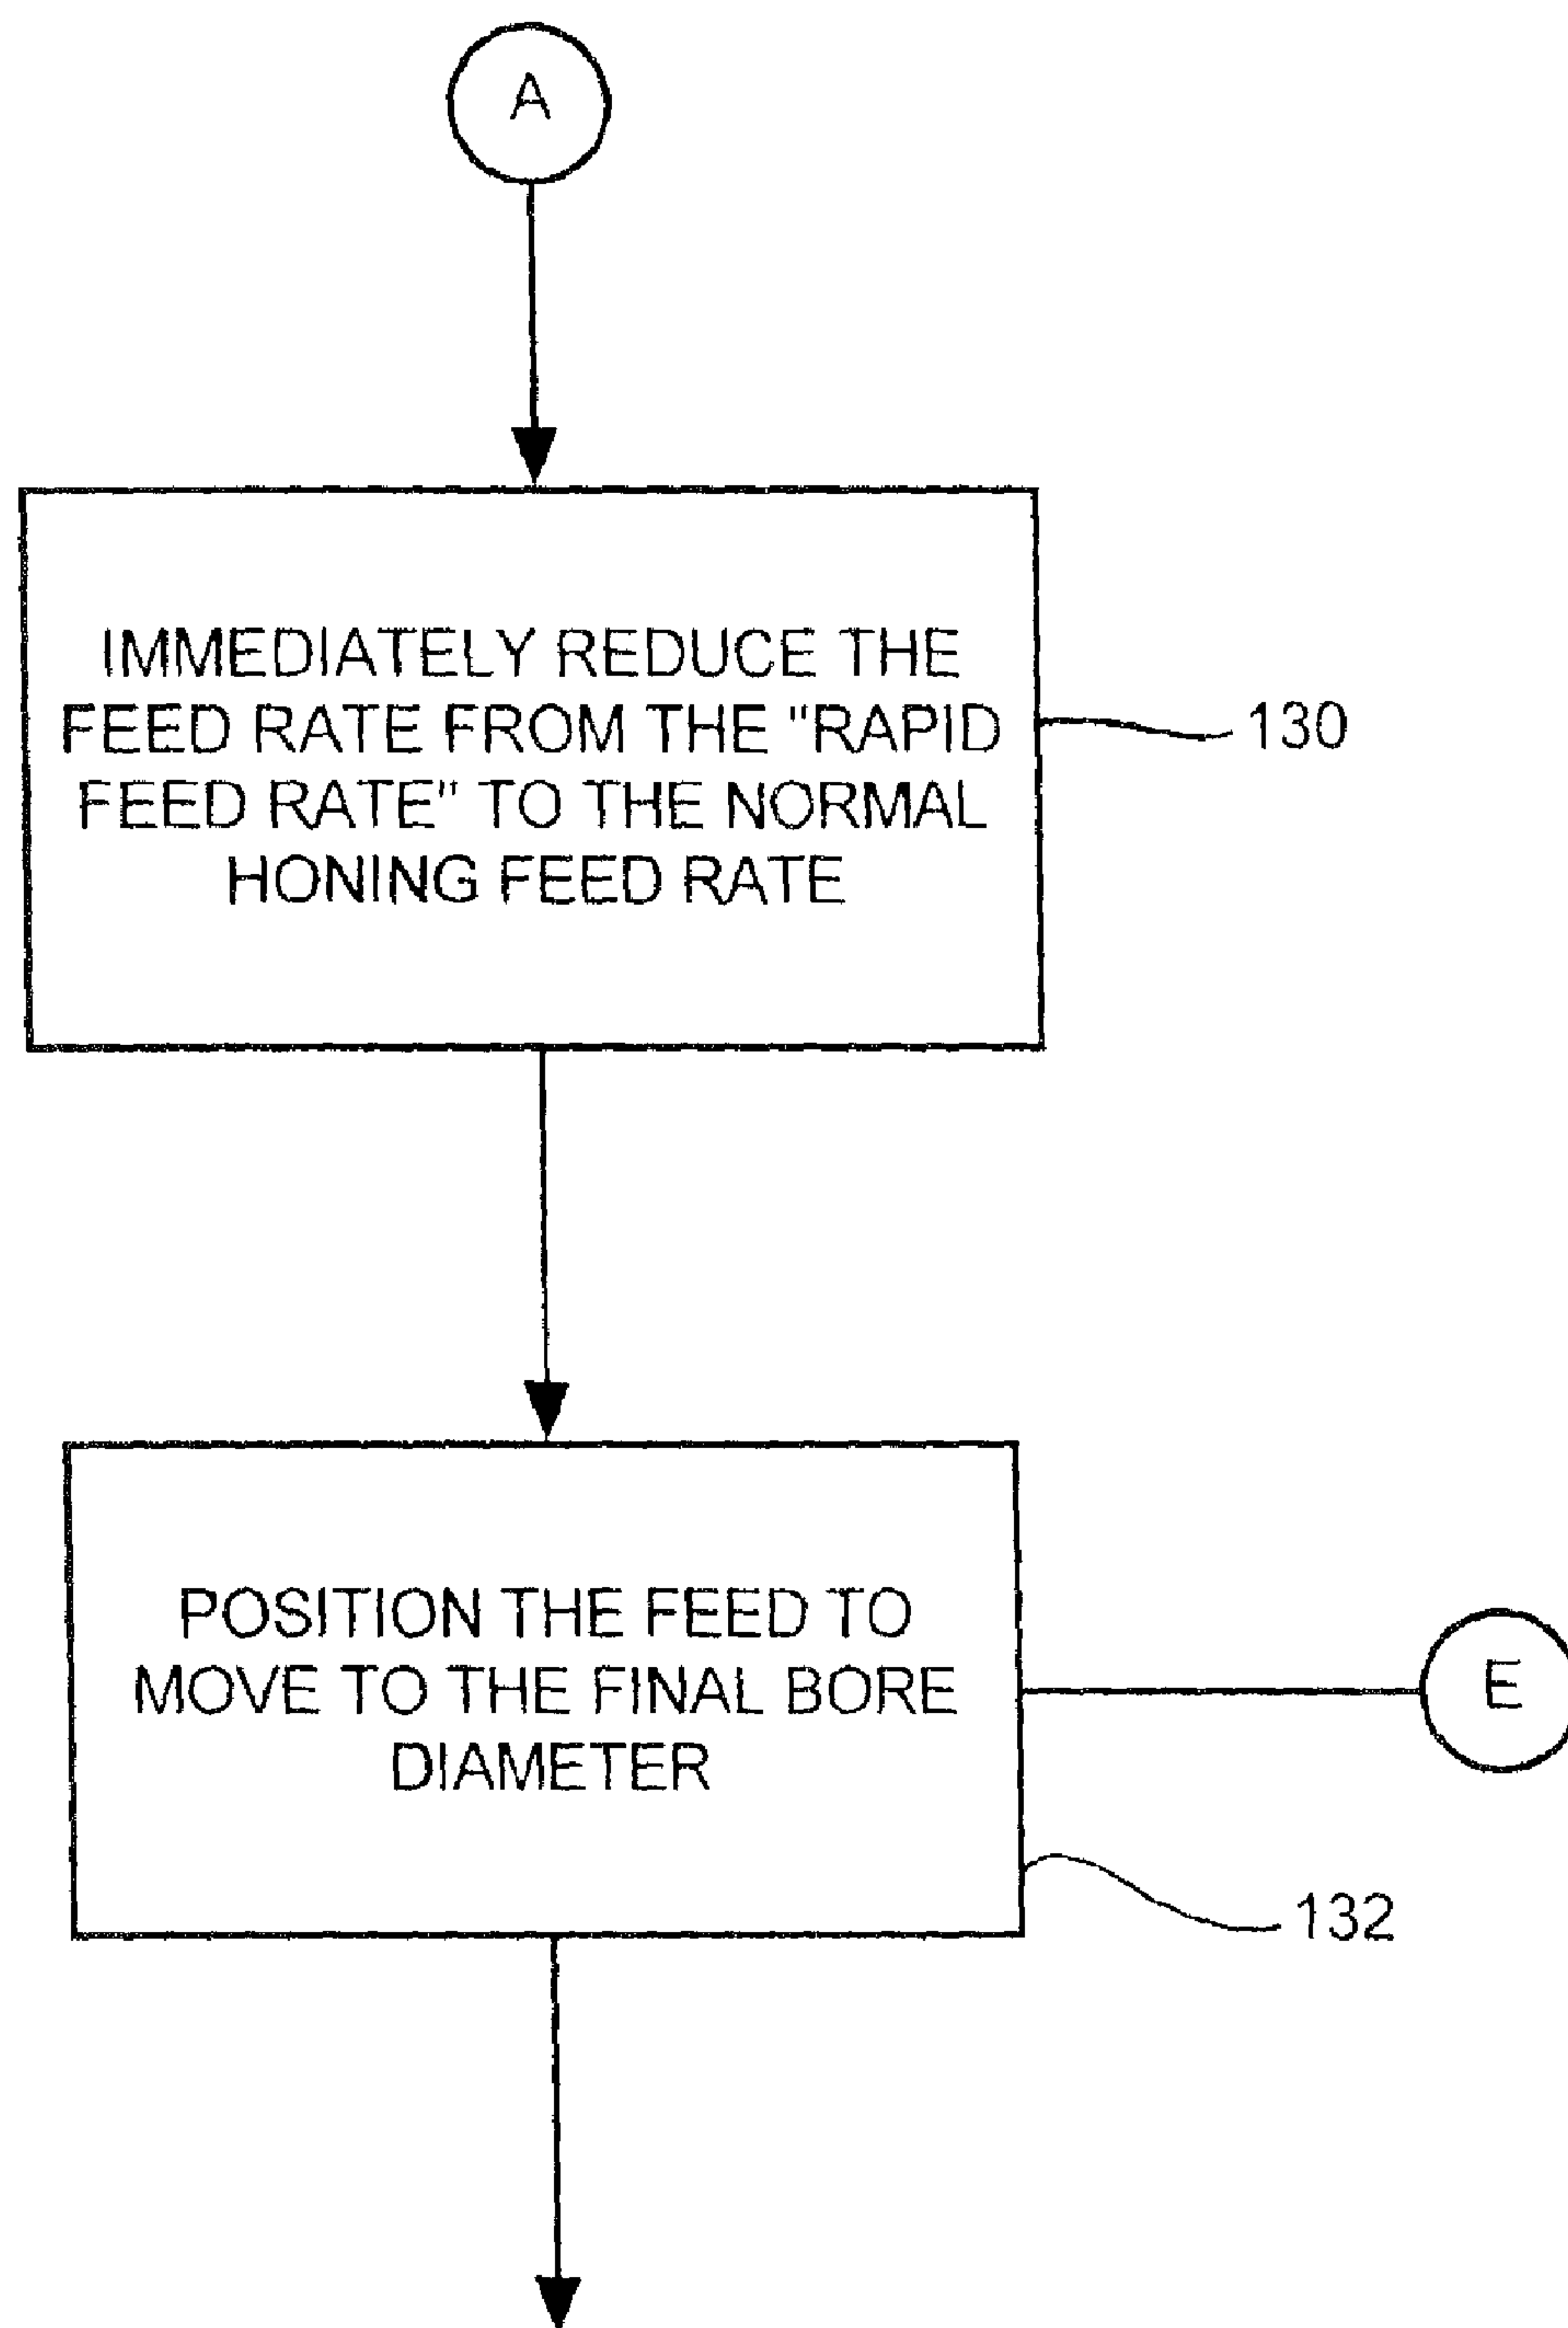 A
IMMEDIATELY REDUCE THE
FEED RATE FROM THE "RAPID
FEED RATE" TO THE NORMAL
HONING FEED RATE
130
POSITION THE FEED TO
MOVE TO THE FINAL BORE
DIAMETER
E
132